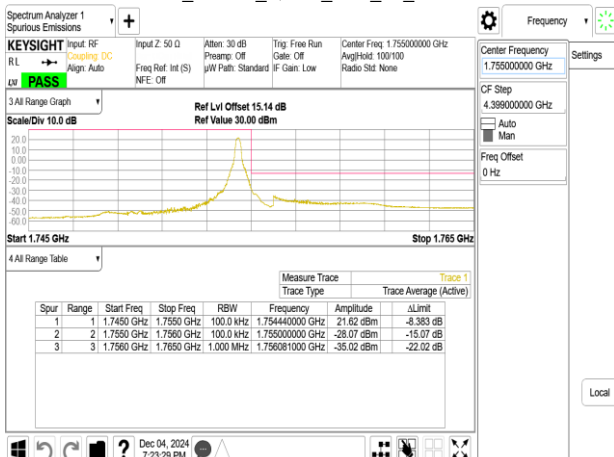 Spectrum Analyzer 1
Spurious Emissions
Frequency
KEYSIGHT
RL
PASS
Input: RF
Coupling: DC
Align: Auto
Input Z: 50 Ω
Freq Ref: Int (S)
NFE: Off
Atten: 30 dB
Preamp: Off
µW Path: Standard
Trig: Free Run
Gate: Off
IF Gain: Low
Center Freq: 1.755000000 GHz
Avg|Hold: 100/100
Radio Std: None
Center Frequency
1.755000000 GHz
Settings
CF Step
4.399000000 GHz
Auto
Man
Freq Offset
0 Hz
3 All Range Graph
Scale/Div 10.0 dB
Ref Lvl Offset 15.14 dB
Ref Value 30.00 dBm
20.0
10.0
0.00
-10.0
-20.0
-30.0
-40.0
-50.0
-60.0
Start 1.745 GHz
Stop 1.765 GHz
4 All Range Table
Measure Trace Trace 1
Trace Type Trace Average (Active)
Spur Range Start Freq Stop Freq RBW Frequency Amplitude ΔLimit
1 1 1.7450 GHz 1.7550 GHz 100.0 kHz 1.754440000 GHz 21.62 dBm -8.383 dB
2 2 1.7550 GHz 1.7560 GHz 100.0 kHz 1.755000000 GHz -28.07 dBm -15.07 dB
3 3 1.7560 GHz 1.7650 GHz 1.000 MHz 1.756081000 GHz -35.02 dBm -22.02 dB
Local
Dec 04, 2024
7:23:29 PM